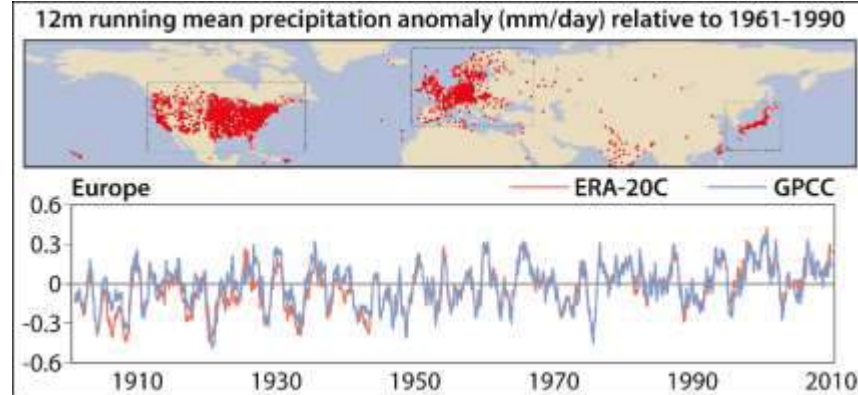 12m running mean precipitation anomaly (mm/day) relative to 1961-1990
Europe ERA-20C GPCC
0.6
0.3
0
-0.3
-0.6
1910 1930 1950 1970 1990 2010